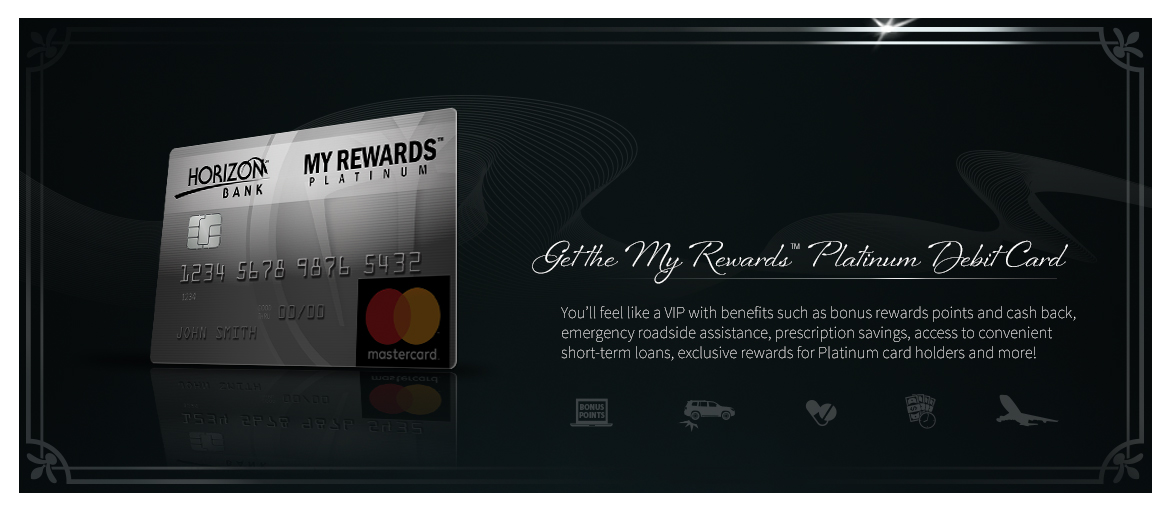 HORIZON
BANK
MY REWARDS™
PLATINUM
1234 5678 9876 5432
1234
00/00
JOHN SMITH
mastercard.
Get the My Rewards™ Platinum Debit Card
You'll feel like a VIP with benefits such as bonus rewards points and cash back,
emergency roadside assistance, prescription savings, access to convenient
short-term loans, exclusive rewards for Platinum card holders and more!
BONUS
POINTS